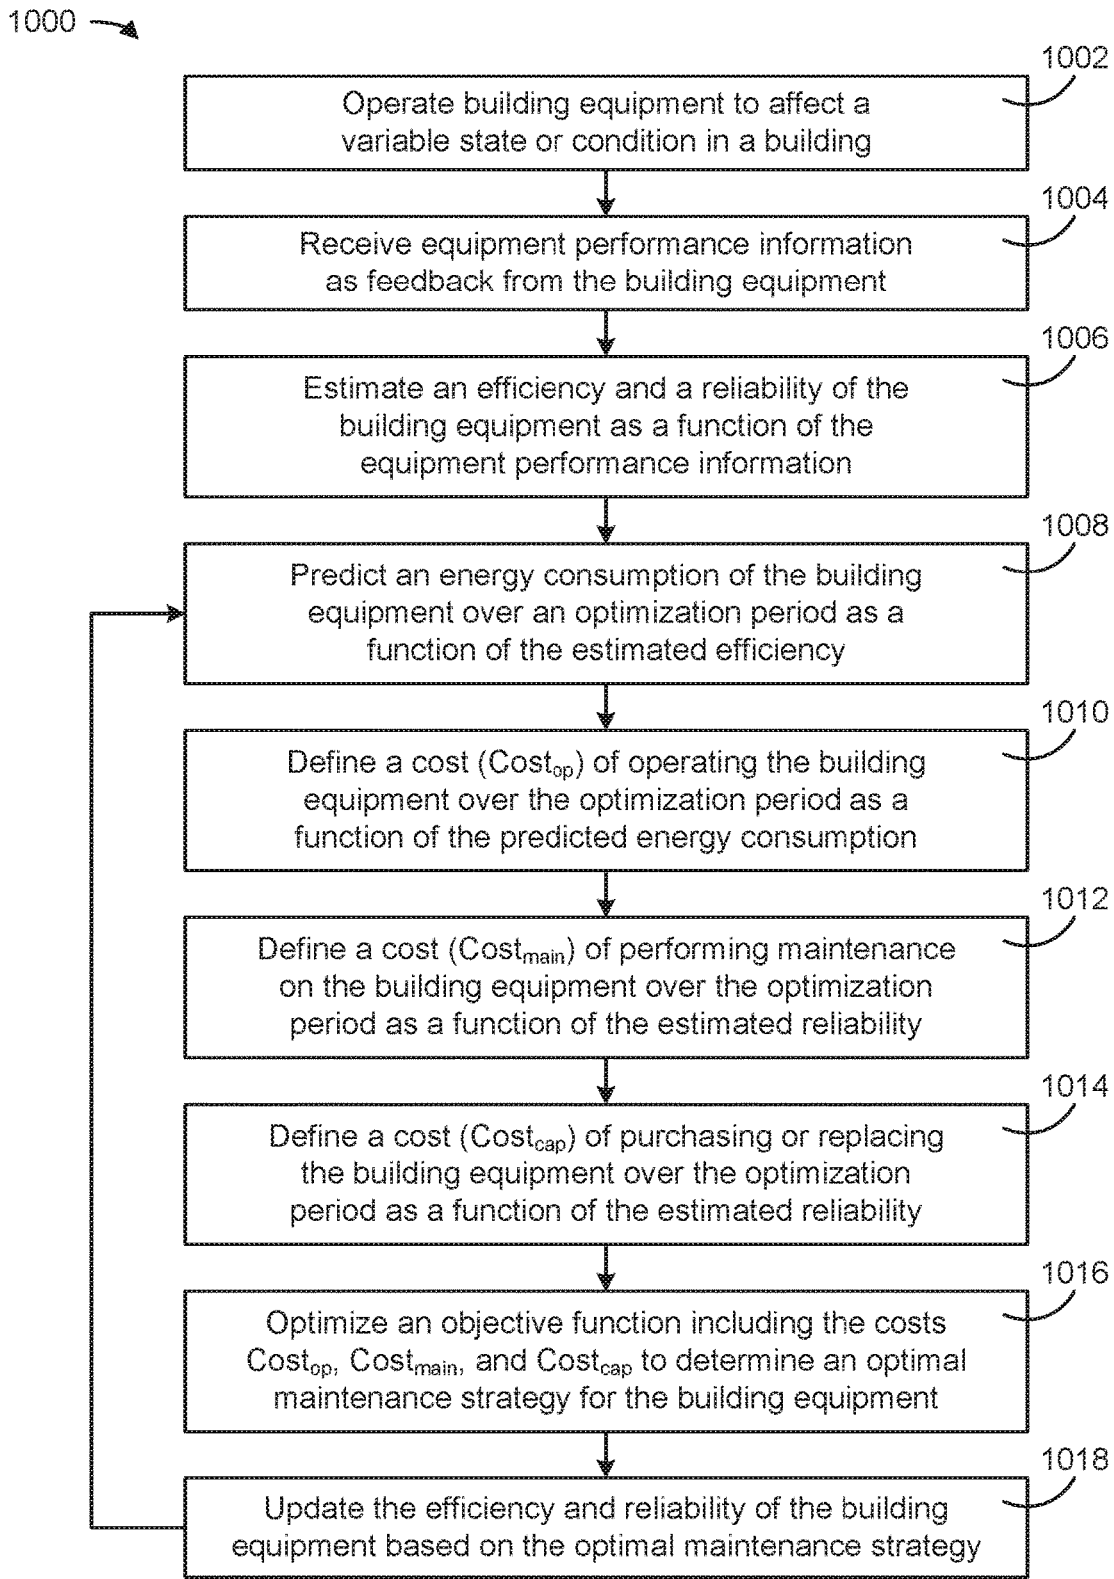 1000
1002
Operate building equipment to affect a
variable state or condition in a building
1004
Receive equipment performance information
as feedback from the building equipment
1006
Estimate an efficiency and a reliability of the
building equipment as a function of the
equipment performance information
1008
Predict an energy consumption of the building
equipment over an optimization period as a
function of the estimated efficiency
1010
Define a cost (Cost_op) of operating the building
equipment over the optimization period as a
function of the predicted energy consumption
1012
Define a cost (Cost_main) of performing maintenance
on the building equipment over the optimization
period as a function of the estimated reliability
1014
Define a cost (Cost_cap) of purchasing or replacing
the building equipment over the optimization
period as a function of the estimated reliability
1016
Optimize an objective function including the costs
Cost_op, Cost_main, and Cost_cap to determine an optimal
maintenance strategy for the building equipment
1018
Update the efficiency and reliability of the building
equipment based on the optimal maintenance strategy